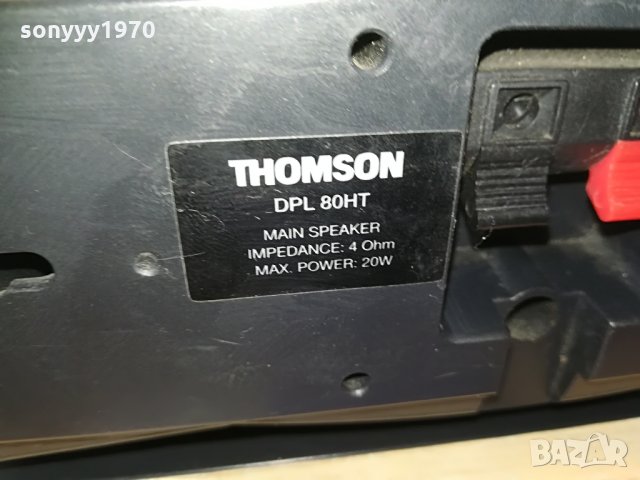 sonyyy1970
THOMSON
DPL 80HT
MAIN SPEAKER
IMPEDANCE: 4 Ohm
MAX. POWER: 20W
BAZAR